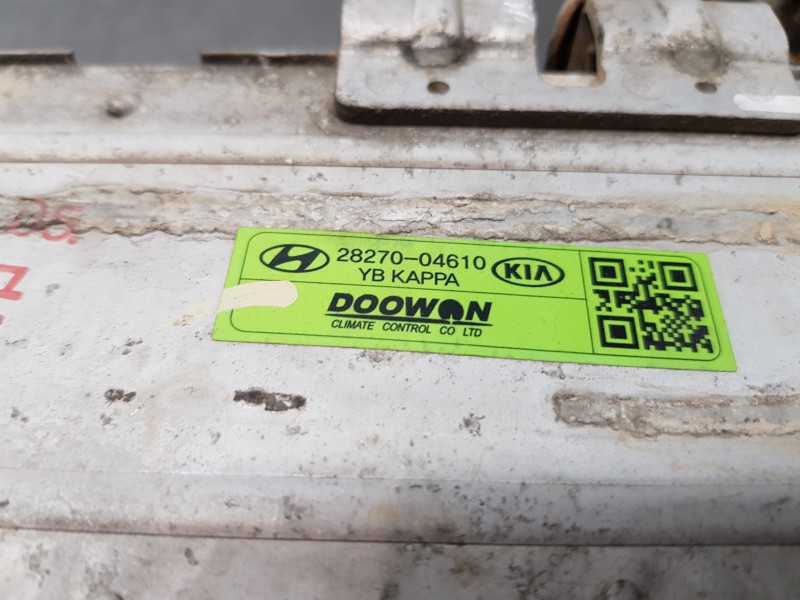 28270-04610 KIA
YB KAPPA
DOOWON
CLIMATE CONTROL CO LTD